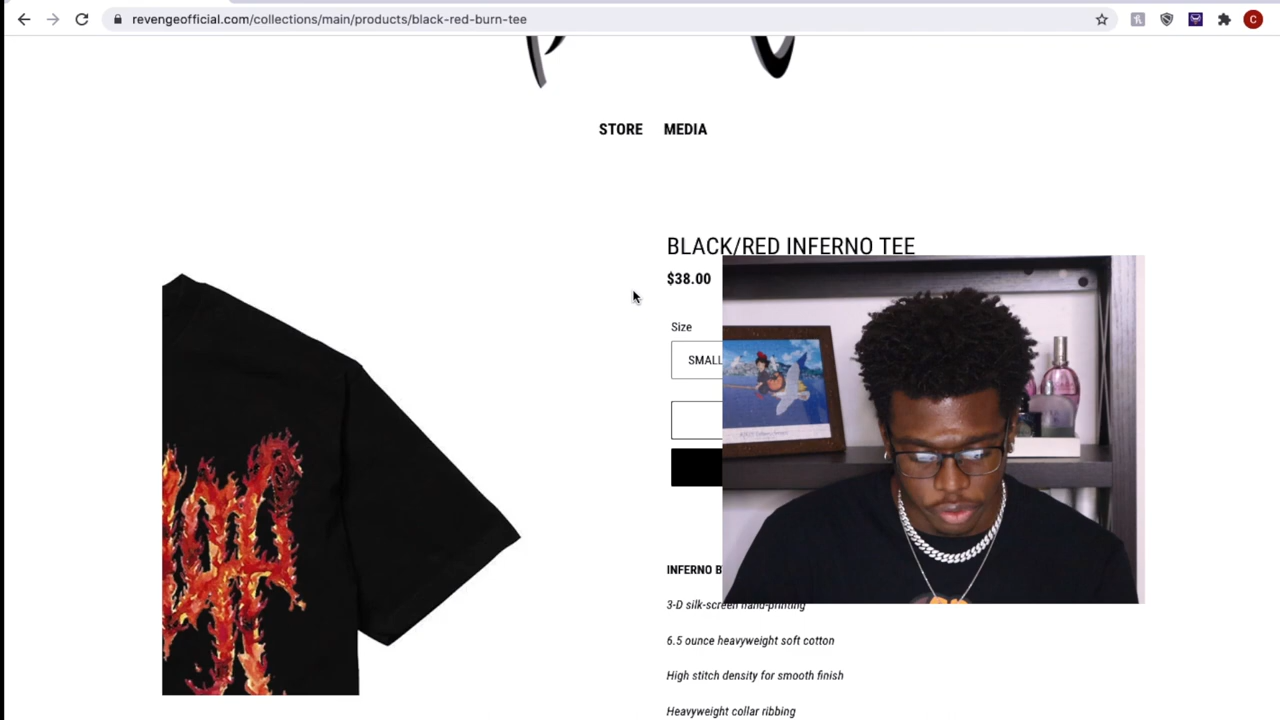 revengeofficial.com/collections/main/products/black-red-burn-tee
C
STORE MEDIA
BLACK/RED INFERNO TEE
$38.00
Size
SMALL
INFERNO B
3-D silk-screen hand-printing
6.5 ounce heavyweight soft cotton
High stitch density for smooth finish
Heavyweight collar ribbing